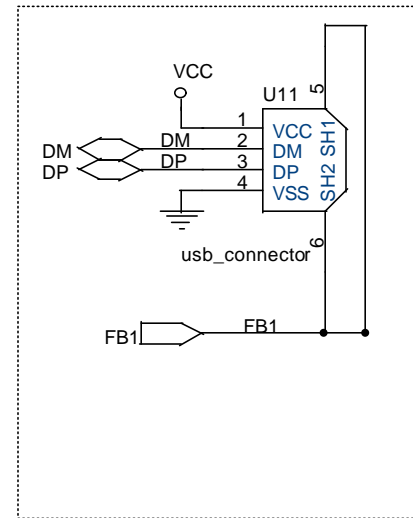 VCC
U11
5
1
VCC
SH1
DM
DM
2
DM
DP
DP
3
DP
4
VSS
SH2
usb_connector
6
FB1
FB1